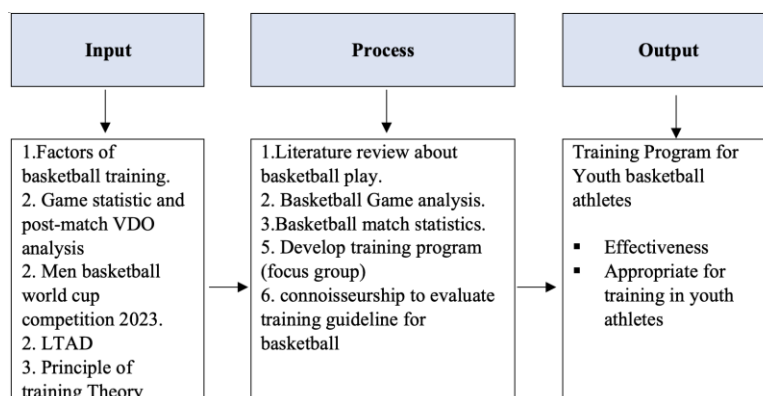 Input
Process
Output
1.Factors of
basketball training.
2. Game statistic and
post-match VDO
analysis
2. Men basketball
world cup
competition 2023.
2. LTAD
3. Principle of
training Theory
1.Literature review about
basketball play.
2. Basketball Game analysis.
3.Basketball match statistics.
5. Develop training program
(focus group)
6. connoisseurship to evaluate
training guideline for
basketball
Training Program for
Youth basketball
athletes
▪ Effectiveness
▪ Appropriate for
training in youth
athletes